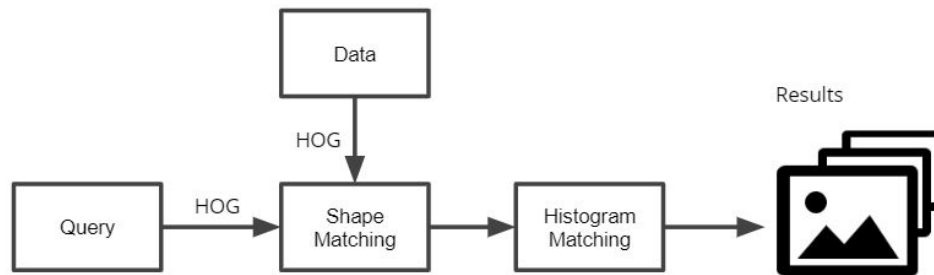 Data
Results
HOG
HOG
Query
Shape
Matching
Histogram
Matching